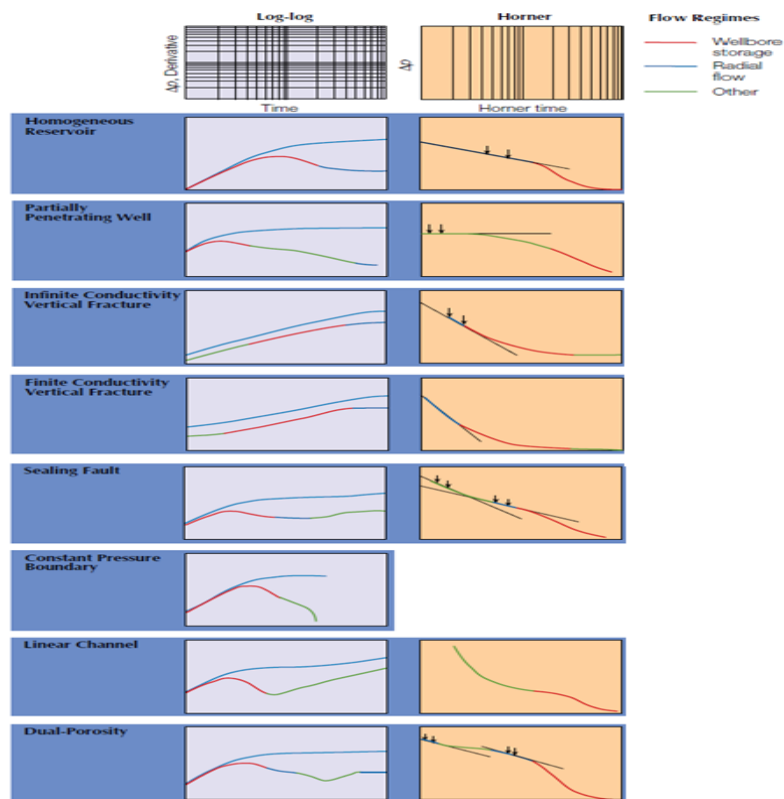 Log-log
Horner
Flow Regimes
Δp, Derivative
Δp
Wellbore
storage
Radial
flow
Other
Time
Horner time
Homogeneous
Reservoir
Partially
Penetrating Well
Infinite Conductivity
Vertical Fracture
Finite Conductivity
Vertical Fracture
Sealing Fault
Constant Pressure
Boundary
Linear Channel
Dual-Porosity